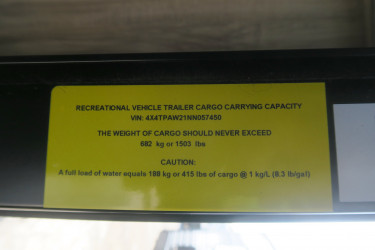 RECREATIONAL VEHICLE TRAILER CARGO CARRYING CAPACITY
VIN: 4X4TPAW21NN057450
THE WEIGHT OF CARGO SHOULD NEVER EXCEED
682 kg or 1503 lbs
CAUTION:
A full load of water equals 188 kg or 415 lbs of cargo @ 1 kg/L (8.3 lb/gal)